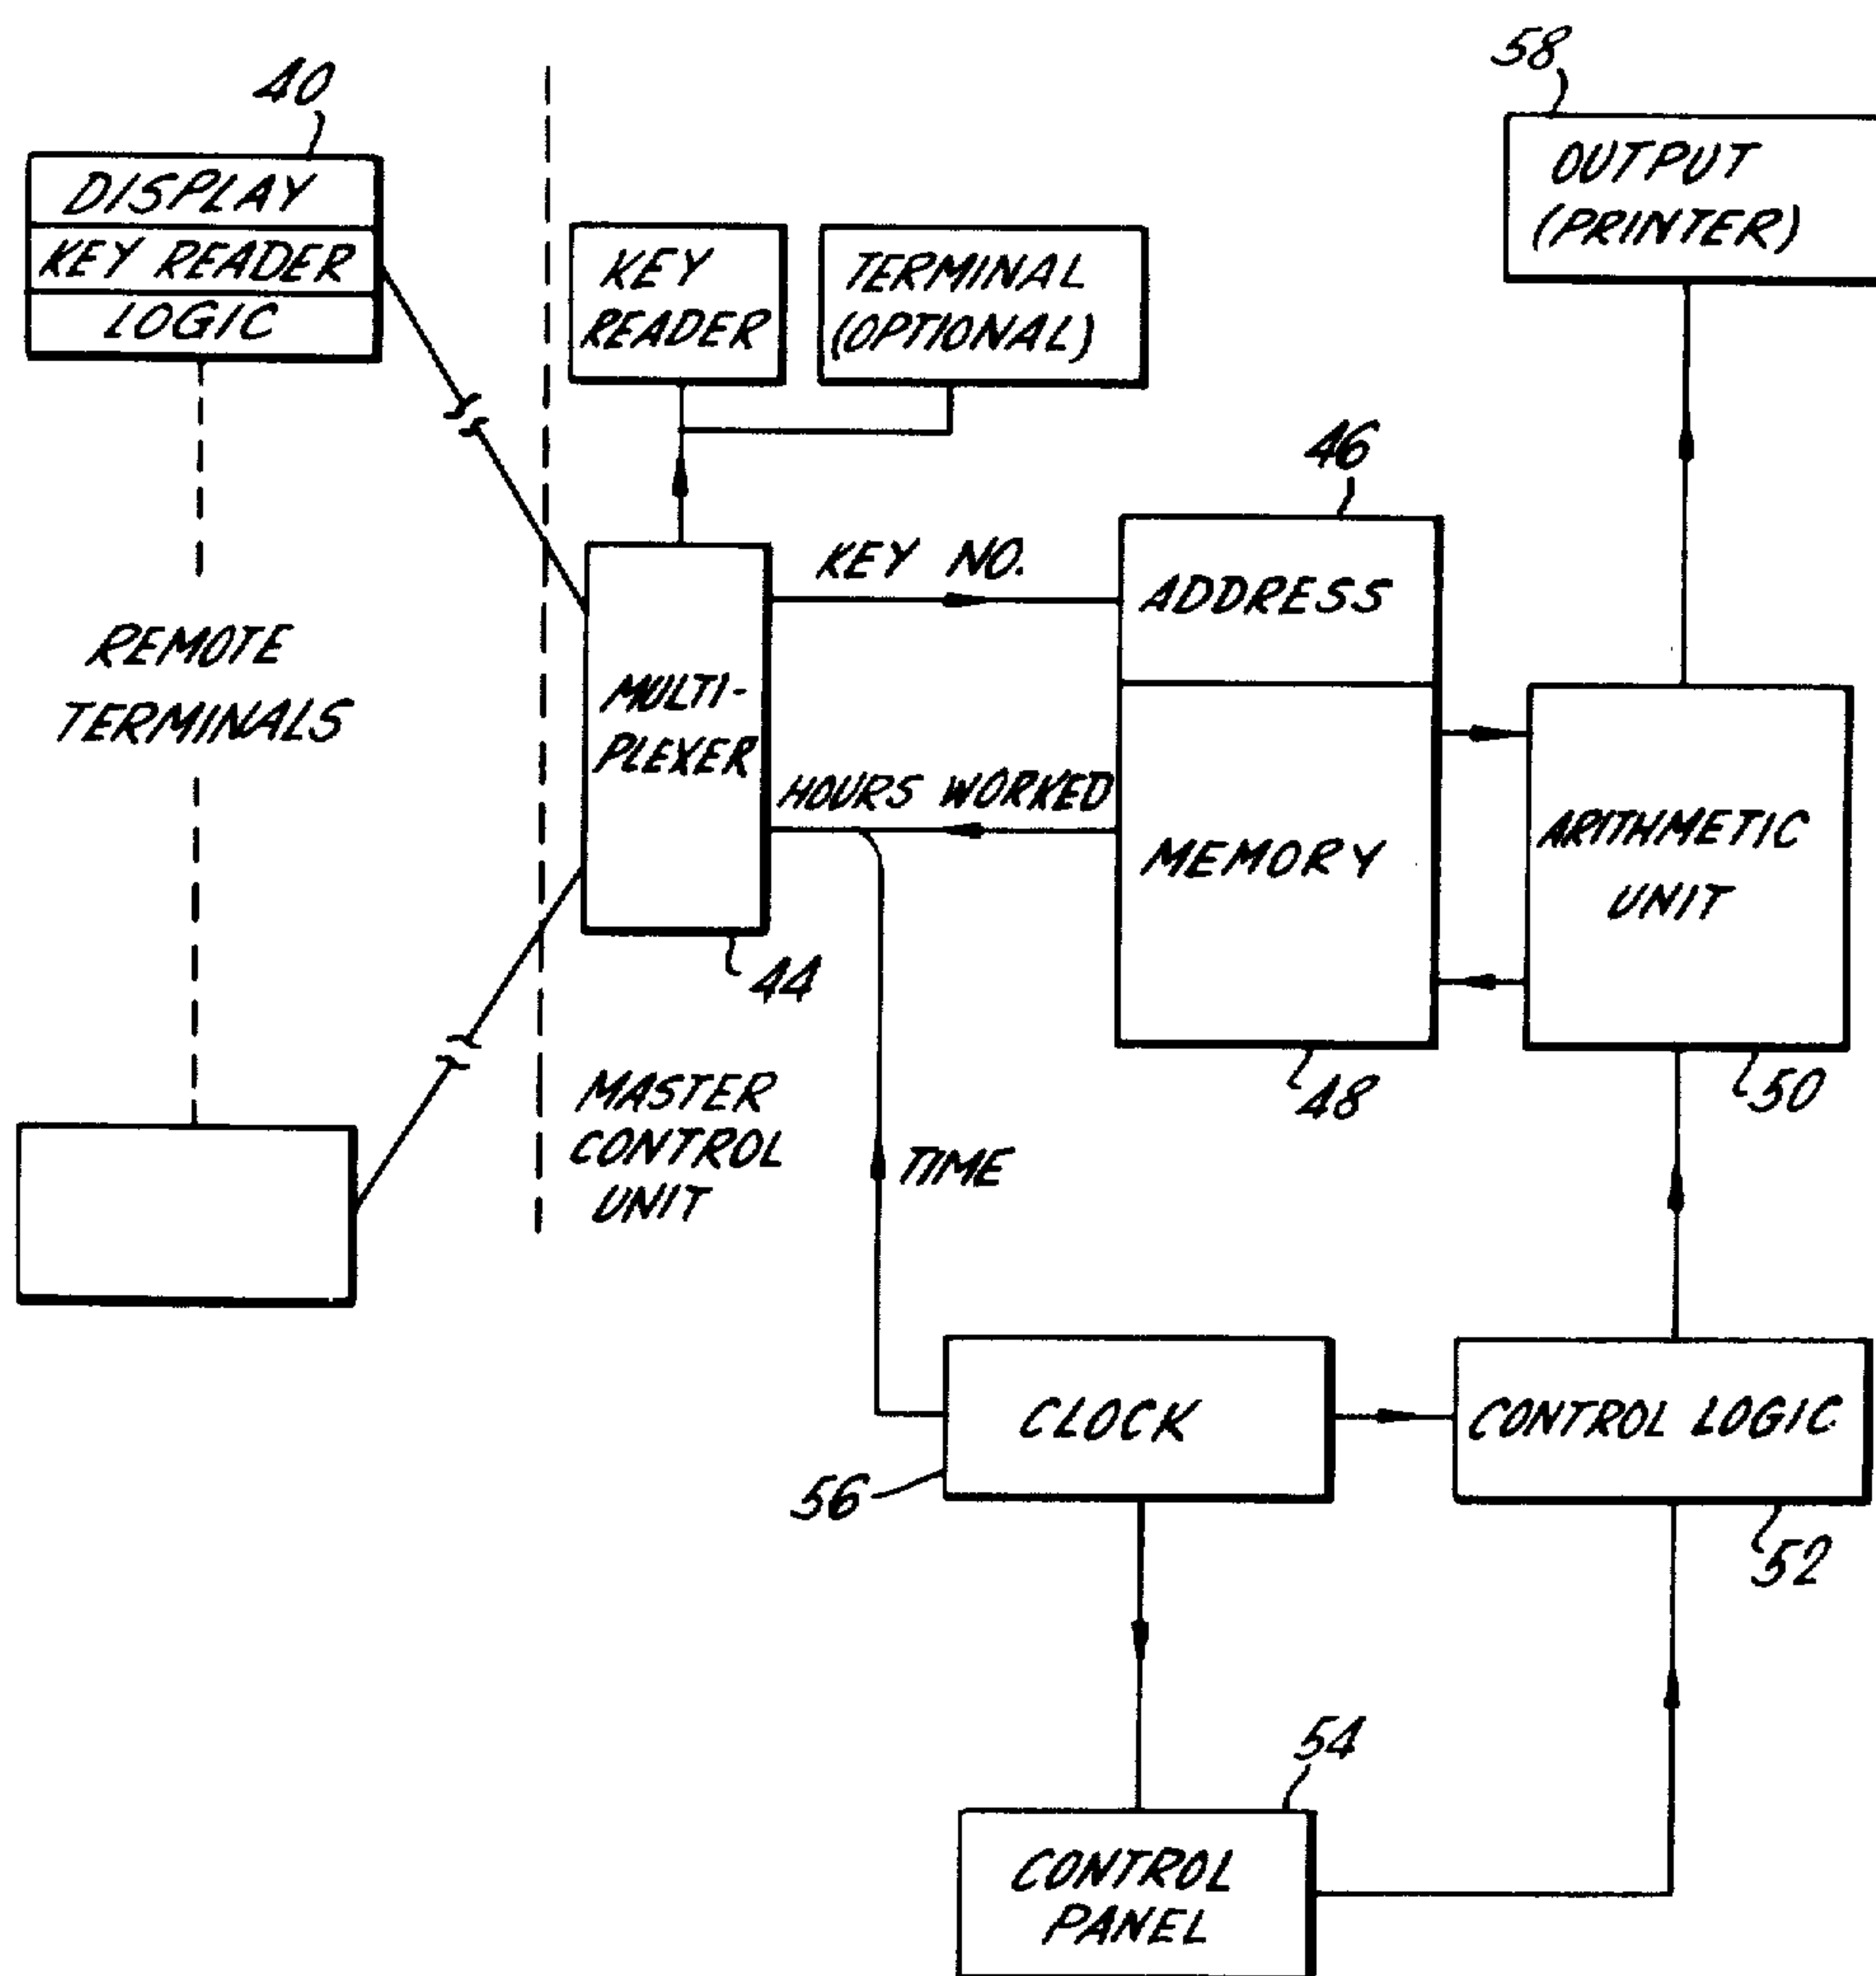 40
DISPLAY
KEY READER
LOGIC
REMOTE
TERMINALS
KEY
READER
TERMINAL
(OPTIONAL)
58
OUTPUT
(PRINTER)
KEY NO.
46
ADDRESS
MULTI-
PLEXER
HOURS WORKED
MEMORY
ARITHMETIC
UNIT
44
48
50
MASTER
CONTROL
UNIT
TIME
CLOCK
56
CONTROL LOGIC
52
54
CONTROL
PANEL